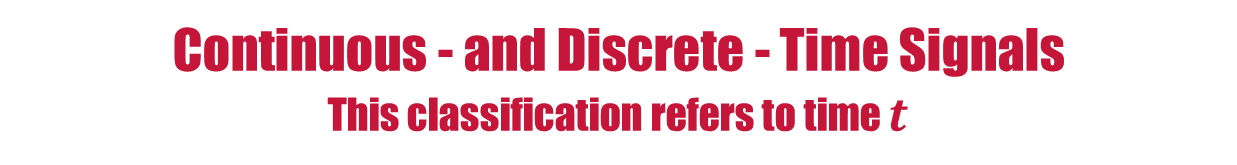 Continuous - and Discrete - Time Signals
This classification refers to time t